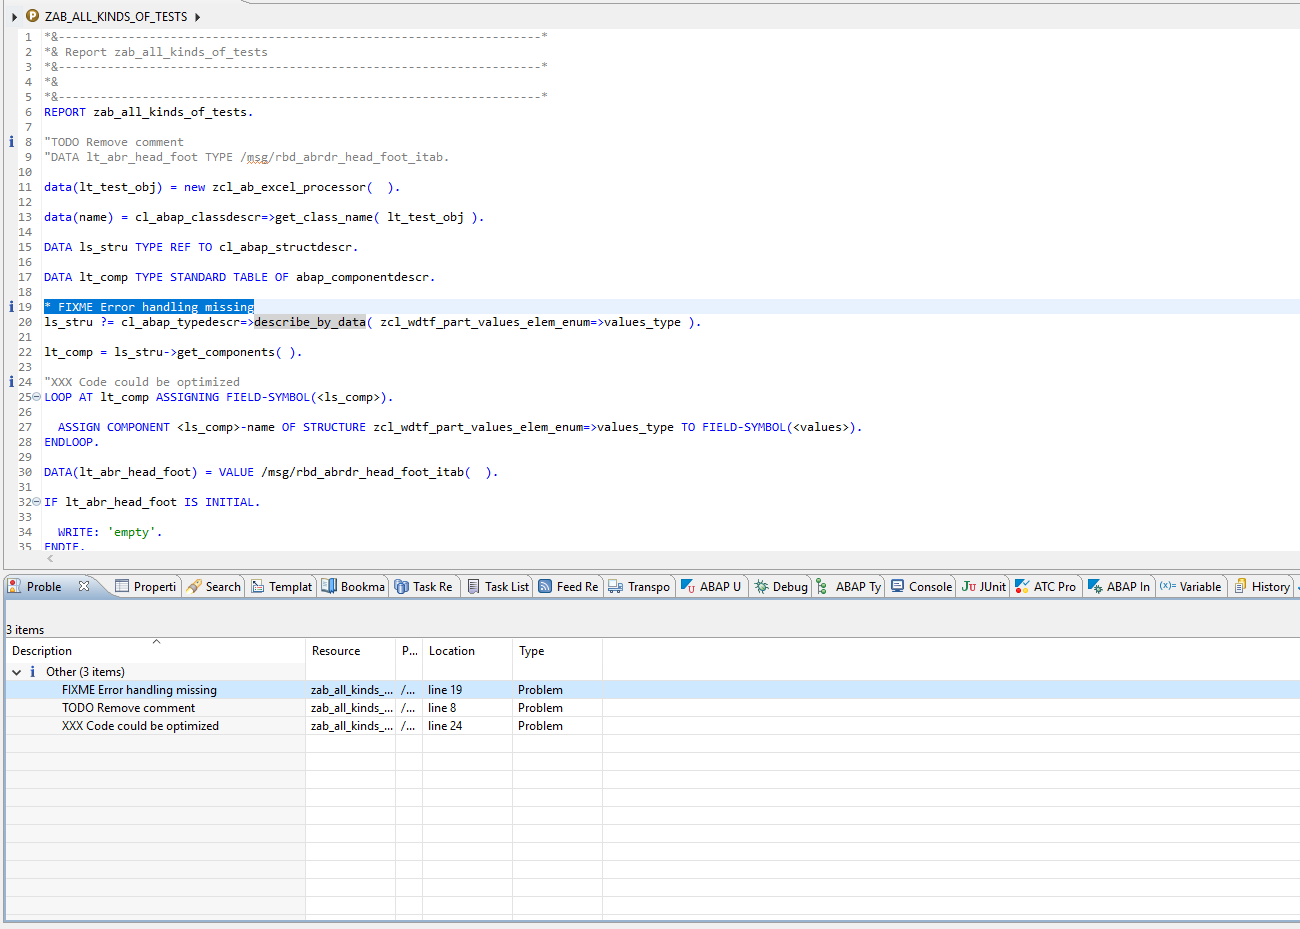 ZAB_ALL_KINDS_OF_TESTS
1 *&---------------------------------------------------------------------*
2 *& Report zab_all_kinds_of_tests
3 *&---------------------------------------------------------------------*
4 *&
5 *&---------------------------------------------------------------------*
6 REPORT zab_all_kinds_of_tests.
7
8 "TODO Remove comment
9 "DATA lt_abr_head_foot TYPE /msg/rbd_abrdr_head_foot_itab.
10
11 data(lt_test_obj) = new zcl_ab_excel_processor(  ).
12
13 data(name) = cl_abap_classdescr=>get_class_name( lt_test_obj ).
14
15 DATA ls_stru TYPE REF TO cl_abap_structdescr.
16
17 DATA lt_comp TYPE STANDARD TABLE OF abap_componentdescr.
18
19 * FIXME Error handling missing
20 ls_stru ?= cl_abap_typedescr=>describe_by_data( zcl_wdtf_part_values_elem_enum=>values_type ).
21
22 lt_comp = ls_stru->get_components( ).
23
24 "XXX Code could be optimized
25 LOOP AT lt_comp ASSIGNING FIELD-SYMBOL(<ls_comp>).
26
27   ASSIGN COMPONENT <ls_comp>-name OF STRUCTURE zcl_wdtf_part_values_elem_enum=>values_type TO FIELD-SYMBOL(<values>).
28 ENDLOOP.
29
30 DATA(lt_abr_head_foot) = VALUE /msg/rbd_abrdr_head_foot_itab(  ).
31
32 IF lt_abr_head_foot IS INITIAL.
33
34   WRITE: 'empty'.
35 ENDIF.
Proble Properti Search Templat Bookma Task Re Task List Feed Re Transpo ABAP U Debug ABAP Ty Console JUnit ATC Pro ABAP In Variable History
3 items
Description Resource P... Location Type
Other (3 items)
FIXME Error handling missing zab_all_kinds_... /... line 19 Problem
TODO Remove comment zab_all_kinds_... /... line 8 Problem
XXX Code could be optimized zab_all_kinds_... /... line 24 Problem